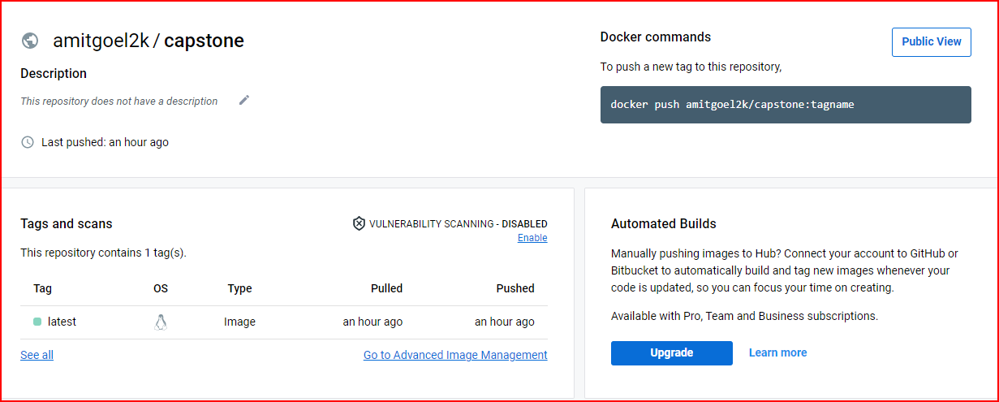 amitgoel2k / capstone
Description
This repository does not have a description
Last pushed: an hour ago
Docker commands
Public View
To push a new tag to this repository,
docker push amitgoel2k/capstone:tagname
Tags and scans
VULNERABILITY SCANNING - DISABLED
Enable
This repository contains 1 tag(s).
Tag OS Type Pulled Pushed
latest Image an hour ago an hour ago
See all Go to Advanced Image Management
Automated Builds
Manually pushing images to Hub? Connect your account to GitHub or
Bitbucket to automatically build and tag new images whenever your
code is updated, so you can focus your time on creating.
Available with Pro, Team and Business subscriptions.
Upgrade Learn more